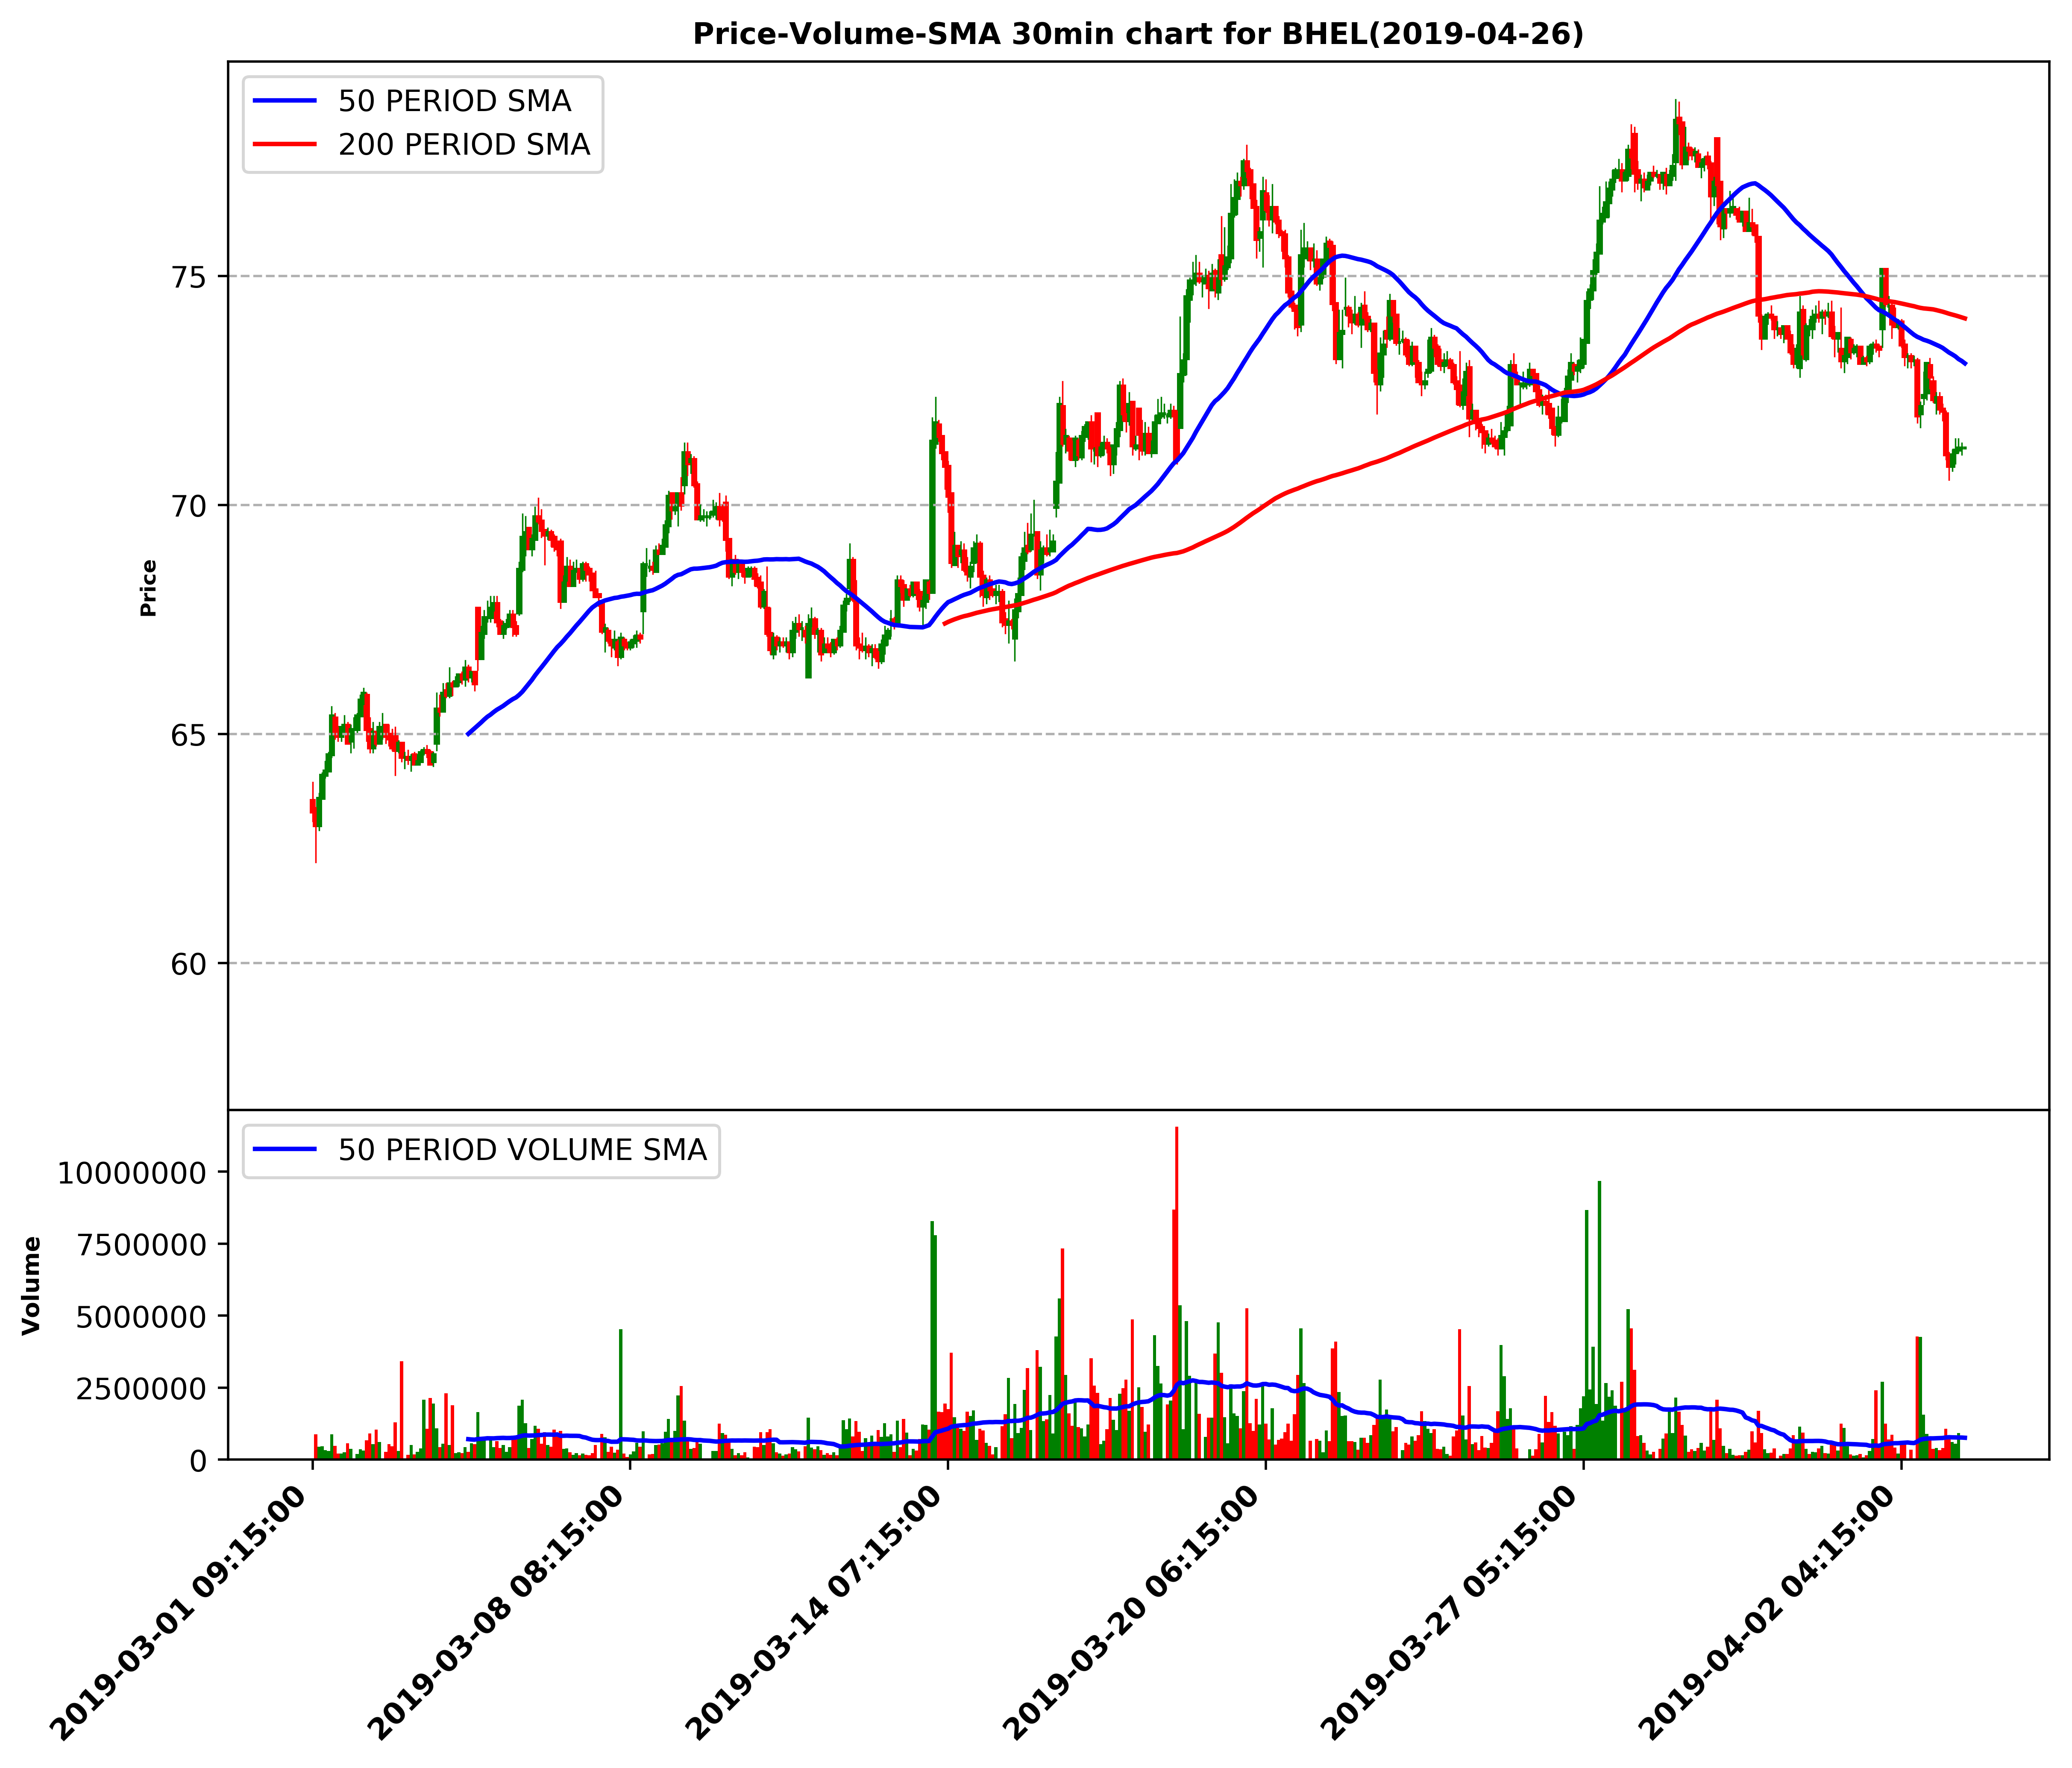 Price-Volume-SMA 30min chart for BHEL(2019-04-26)
50 PERIOD SMA
200 PERIOD SMA
75
70
65
60
Price
50 PERIOD VOLUME SMA
10000000
7500000
5000000
2500000
0
Volume
2019-03-01 09:15:00
2019-03-08 08:15:00
2019-03-14 07:15:00
2019-03-20 06:15:00
2019-03-27 05:15:00
2019-04-02 04:15:00